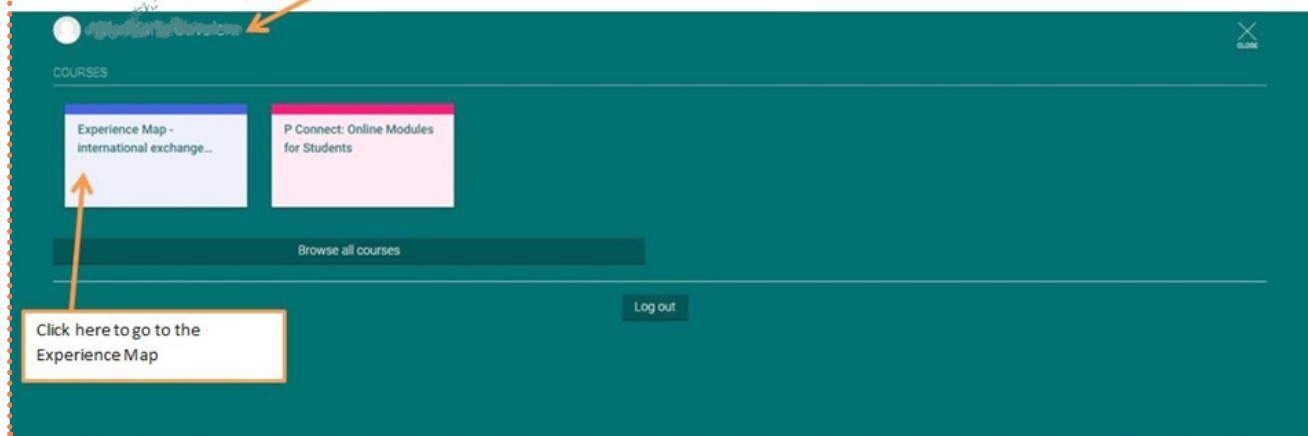 CLOSE
COURSES
Experience Map -
international exchange...
P Connect: Online Modules
for Students
Browse all courses
Log out
Click here to go to the
Experience Map